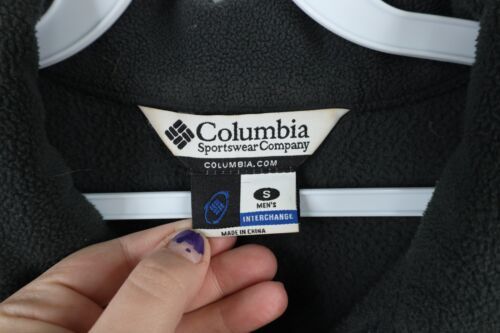 Columbia
Sportswear Company
COLUMBIA.COM
S
MEN'S
INTERCHANGE
MADE IN CHINA